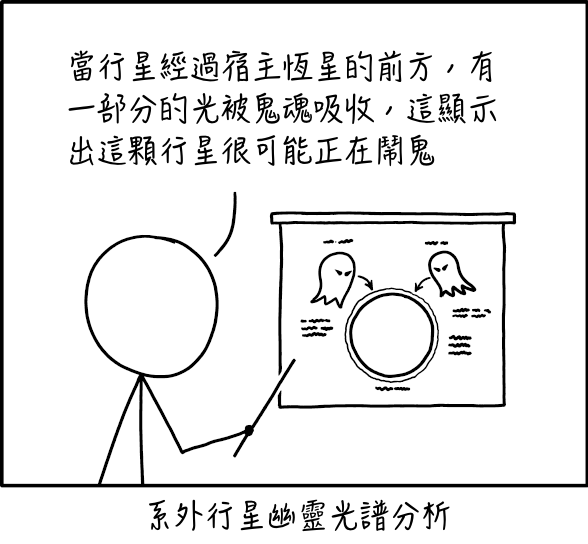 當行星經過宿主恆星的前方，有
一部分的光被鬼魂吸收，這顯示
出這顆行星很可能正在鬧鬼
系外行星幽靈光譜分析